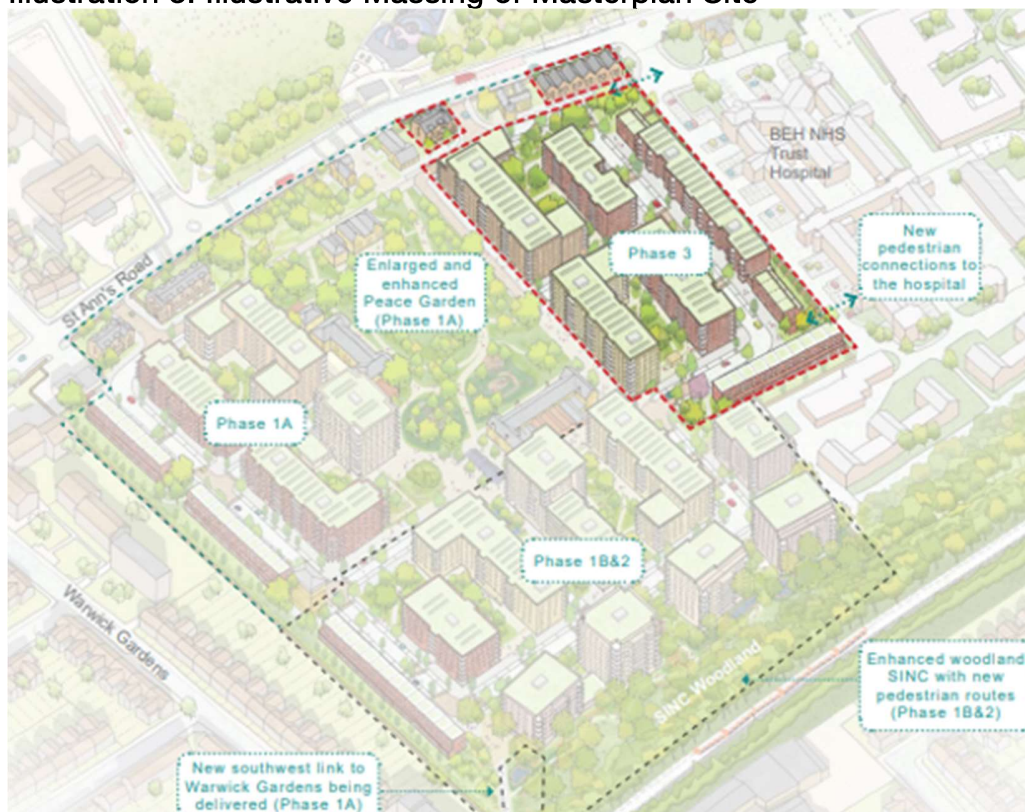 Illustration 6: Illustrative Massing of Masterplan Site
BEH NHS
Trust
Hospital
New
pedestrian
connections to
the hospital
Phase 3
Enlarged and
enhanced
Peace Garden
(Phase 1A)
St Ann's Road
Phase 1A
Phase 1B&2
Warwick Gardens
SINC Woodland
Enhanced woodland
SINC with new
pedestrian routes
(Phase 1B&2)
New southwest link to
Warwick Gardens being
delivered (Phase 1A)